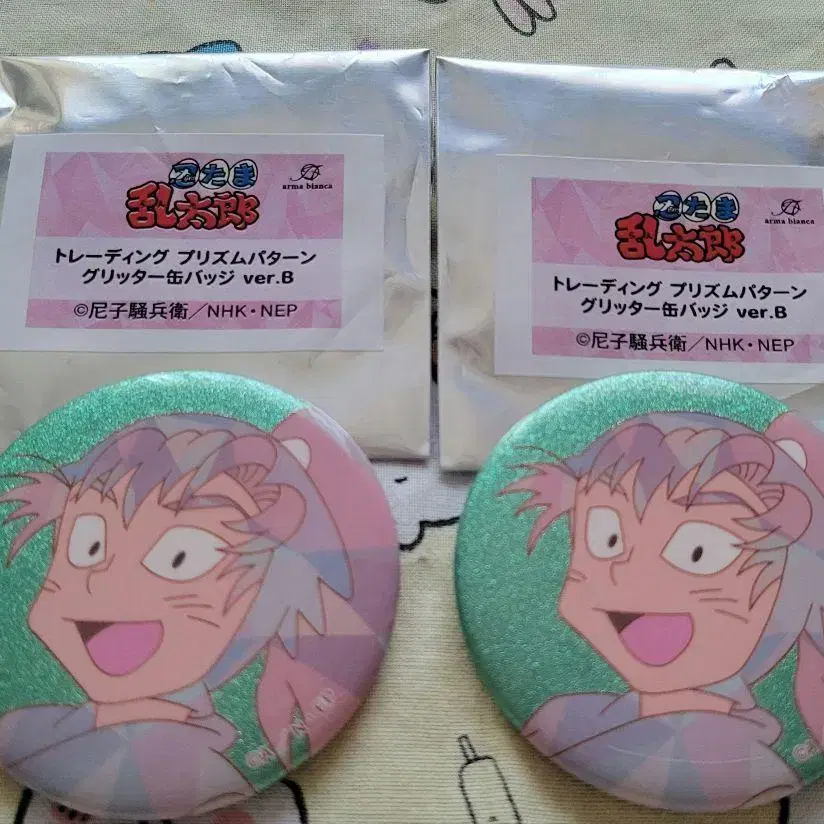 忍たま
乱太郎
arma bianca
トレーディング プリズムパターン
グリッター缶バッジ ver.B
©尼子騒兵衛／NHK・NEP
忍たま
乱太郎
arma bianca
トレーディング プリズムパターン
グリッター缶バッジ ver.B
©尼子騒兵衛／NHK・NEP